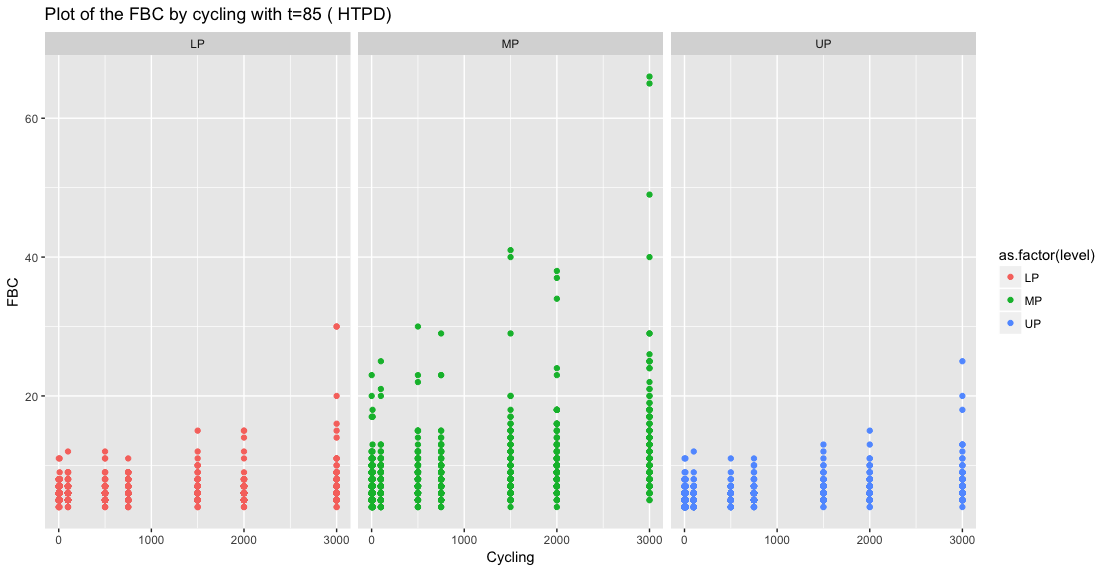 Plot of the FBC by cycling with t=85 ( HTPD)
LP MP UP
FBC
60
40
20
0 1000 2000 3000 0 1000 2000 3000 0 1000 2000 3000
Cycling
as.factor(level)
LP
MP
UP